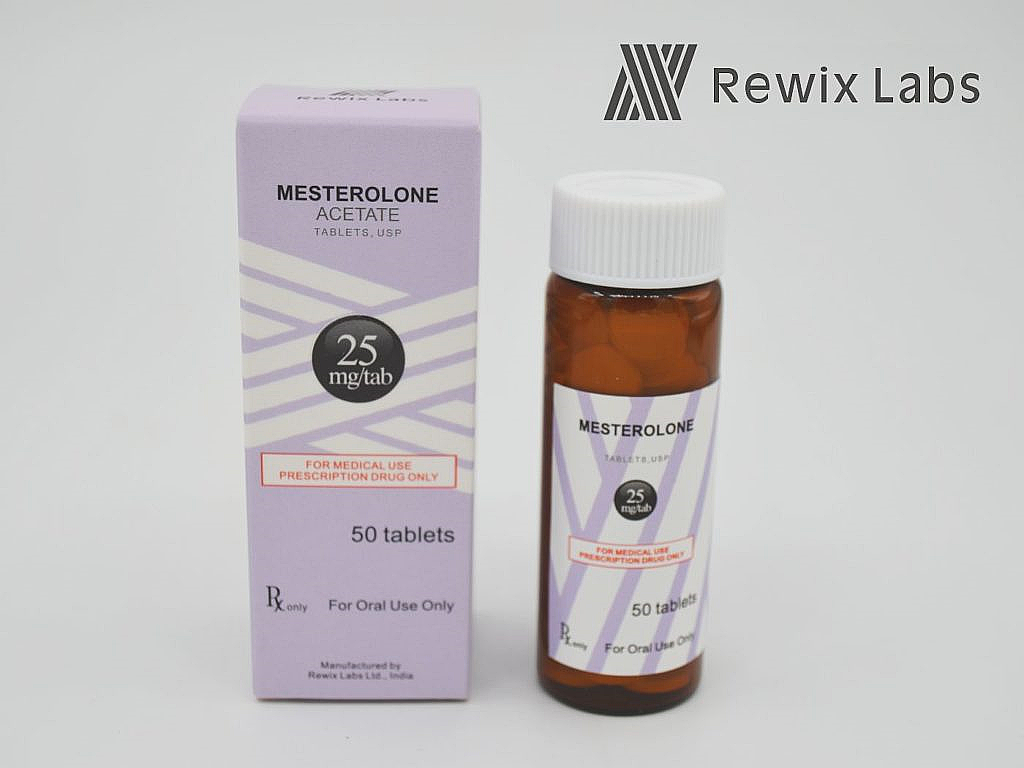 Rewix Labs
Rewix Labs
MESTEROLONE
ACETATE
TABLETS, USP
25
mg/tab
FOR MEDICAL USE
PRESCRIPTION DRUG ONLY
50 tablets
Rx only For Oral Use Only
Manufactured by
Rewix Labs Ltd., India
MESTEROLONE
TABLETS, USP
25
mg/tab
FOR MEDICAL USE
PRESCRIPTION DRUG ONLY
50 tablets
Rx only For Oral Use Only